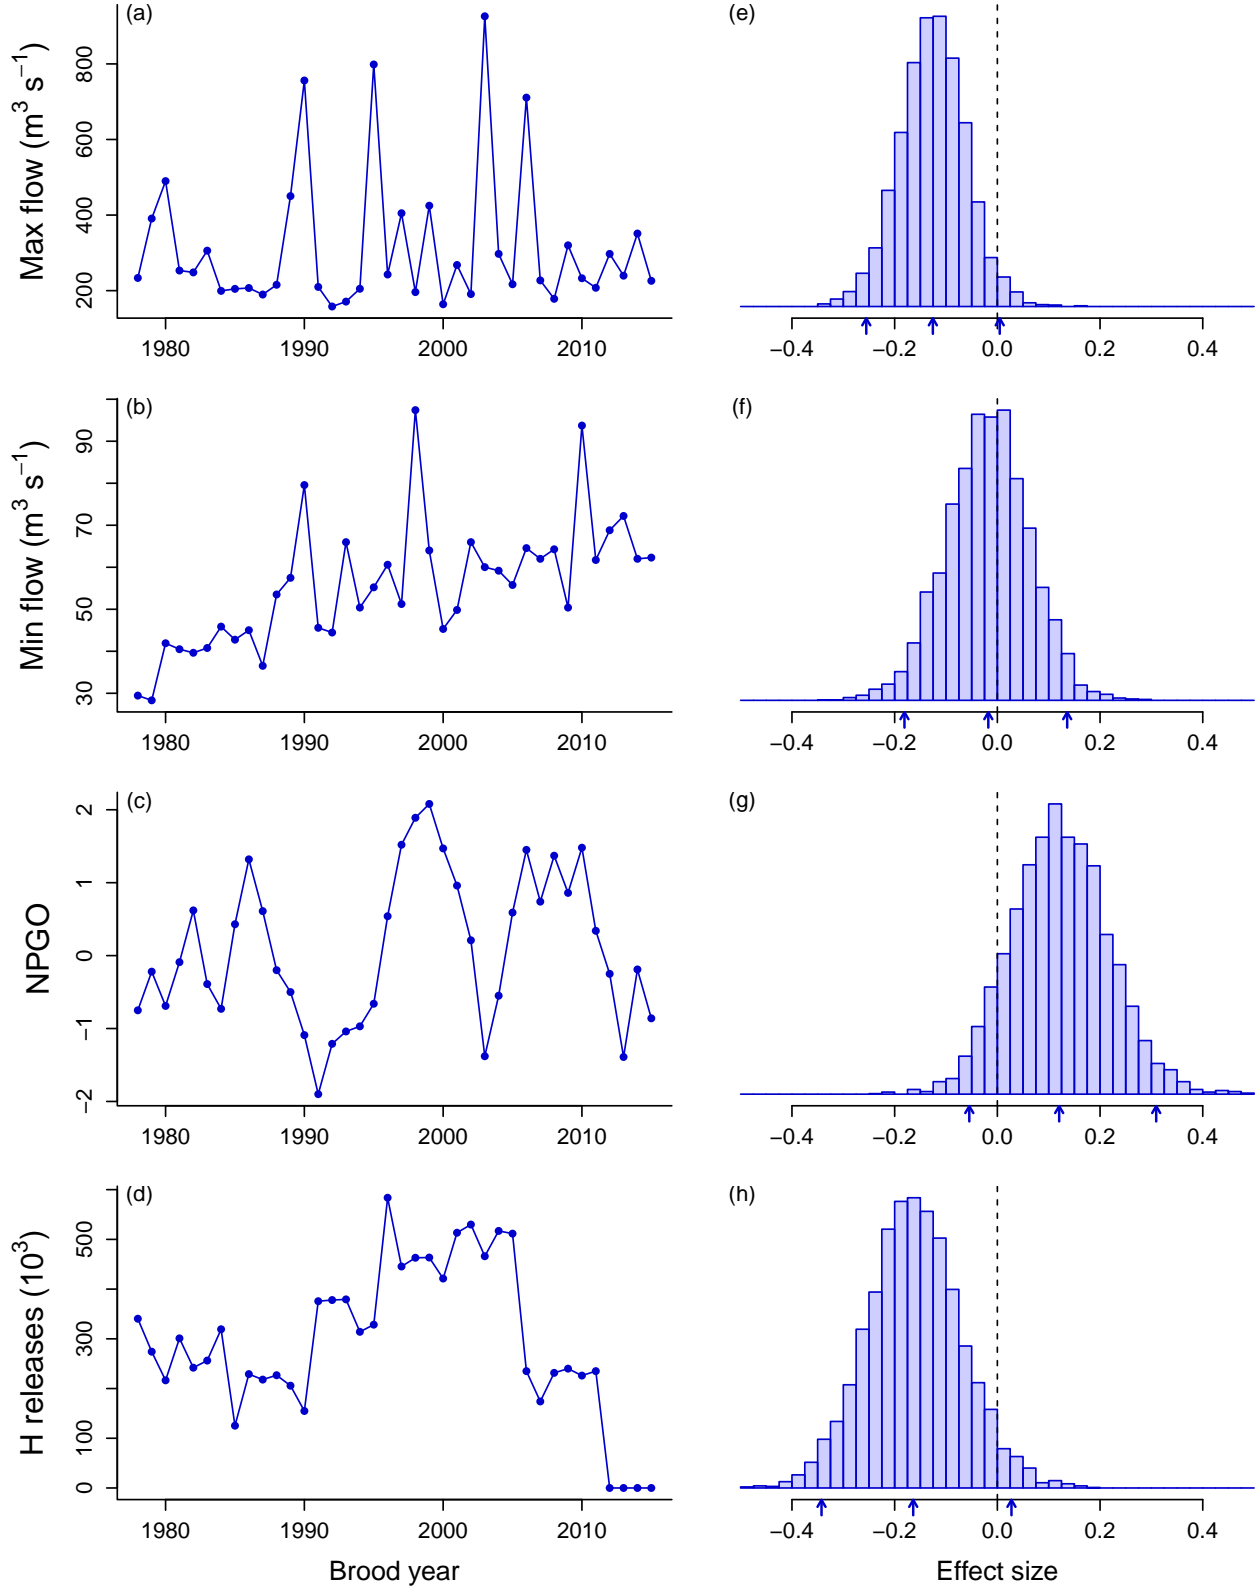 (a)
Max flow (m³ s⁻¹)
800
600
400
200
1980 1990 2000 2010
(e)
−0.4 −0.2 0.0 0.2 0.4
(b)
Min flow (m³ s⁻¹)
90
70
50
30
1980 1990 2000 2010
(f)
−0.4 −0.2 0.0 0.2 0.4
(c)
NPGO
2
1
0
−1
−2
1980 1990 2000 2010
(g)
−0.4 −0.2 0.0 0.2 0.4
(d)
H releases (10³)
500
300
100
0
1980 1990 2000 2010
Brood year
(h)
−0.4 −0.2 0.0 0.2 0.4
Effect size